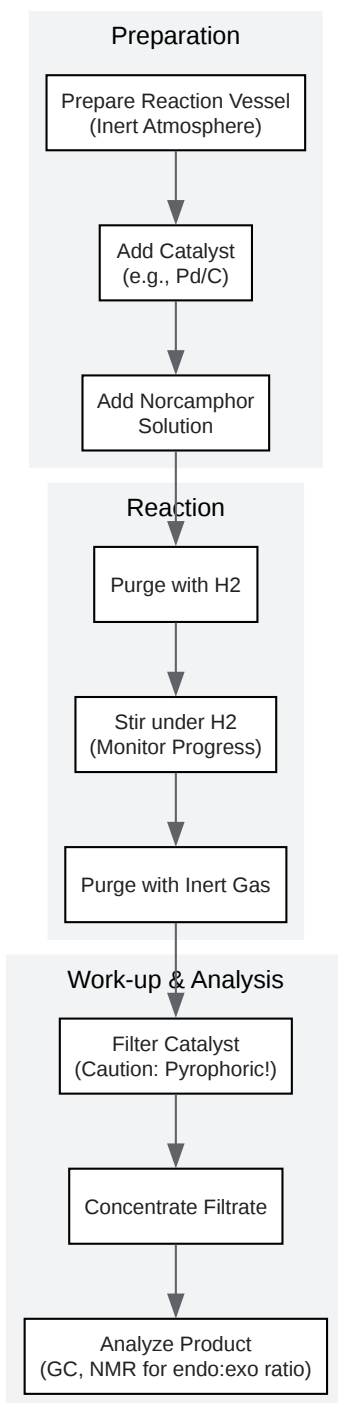 Preparation
Prepare Reaction Vessel
(Inert Atmosphere)
Add Catalyst
(e.g., Pd/C)
Add Norcamphor
Solution
Reaction
Purge with H2
Stir under H2
(Monitor Progress)
Purge with Inert Gas
Work-up & Analysis
Filter Catalyst
(Caution: Pyrophoric!)
Concentrate Filtrate
Analyze Product
(GC, NMR for endo:exo ratio)